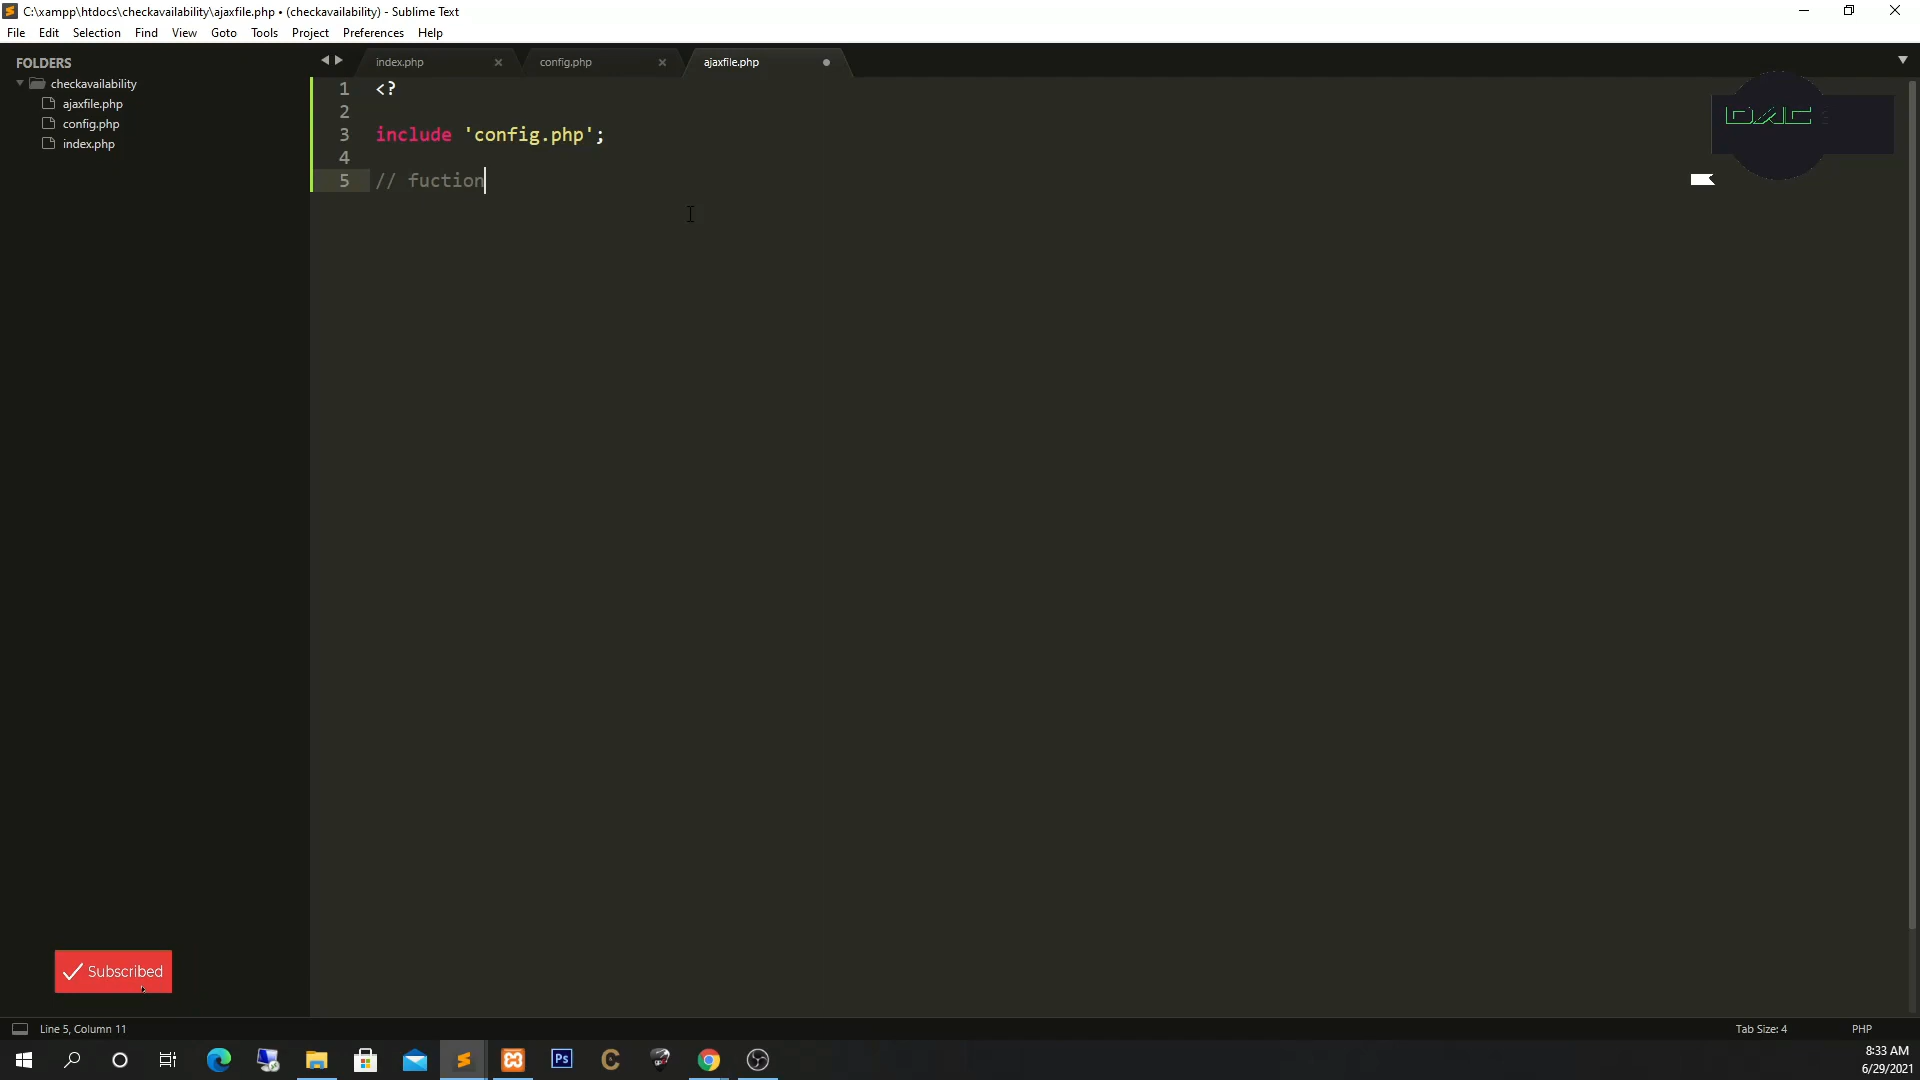 C:\xampp\htdocs\checkavailability\ajaxfile.php • (checkavailability) - Sublime Text
File Edit Selection Find View Goto Tools Project Preferences Help
FOLDERS
checkavailability
ajaxfile.php
config.php
index.php
index.php
config.php
ajaxfile.php
1 <?
2
3 include 'config.php';
4
5 // fuction
Subscribed
Line 5, Column 11
Tab Size: 4
PHP
Ps
8:33 AM
6/29/2021